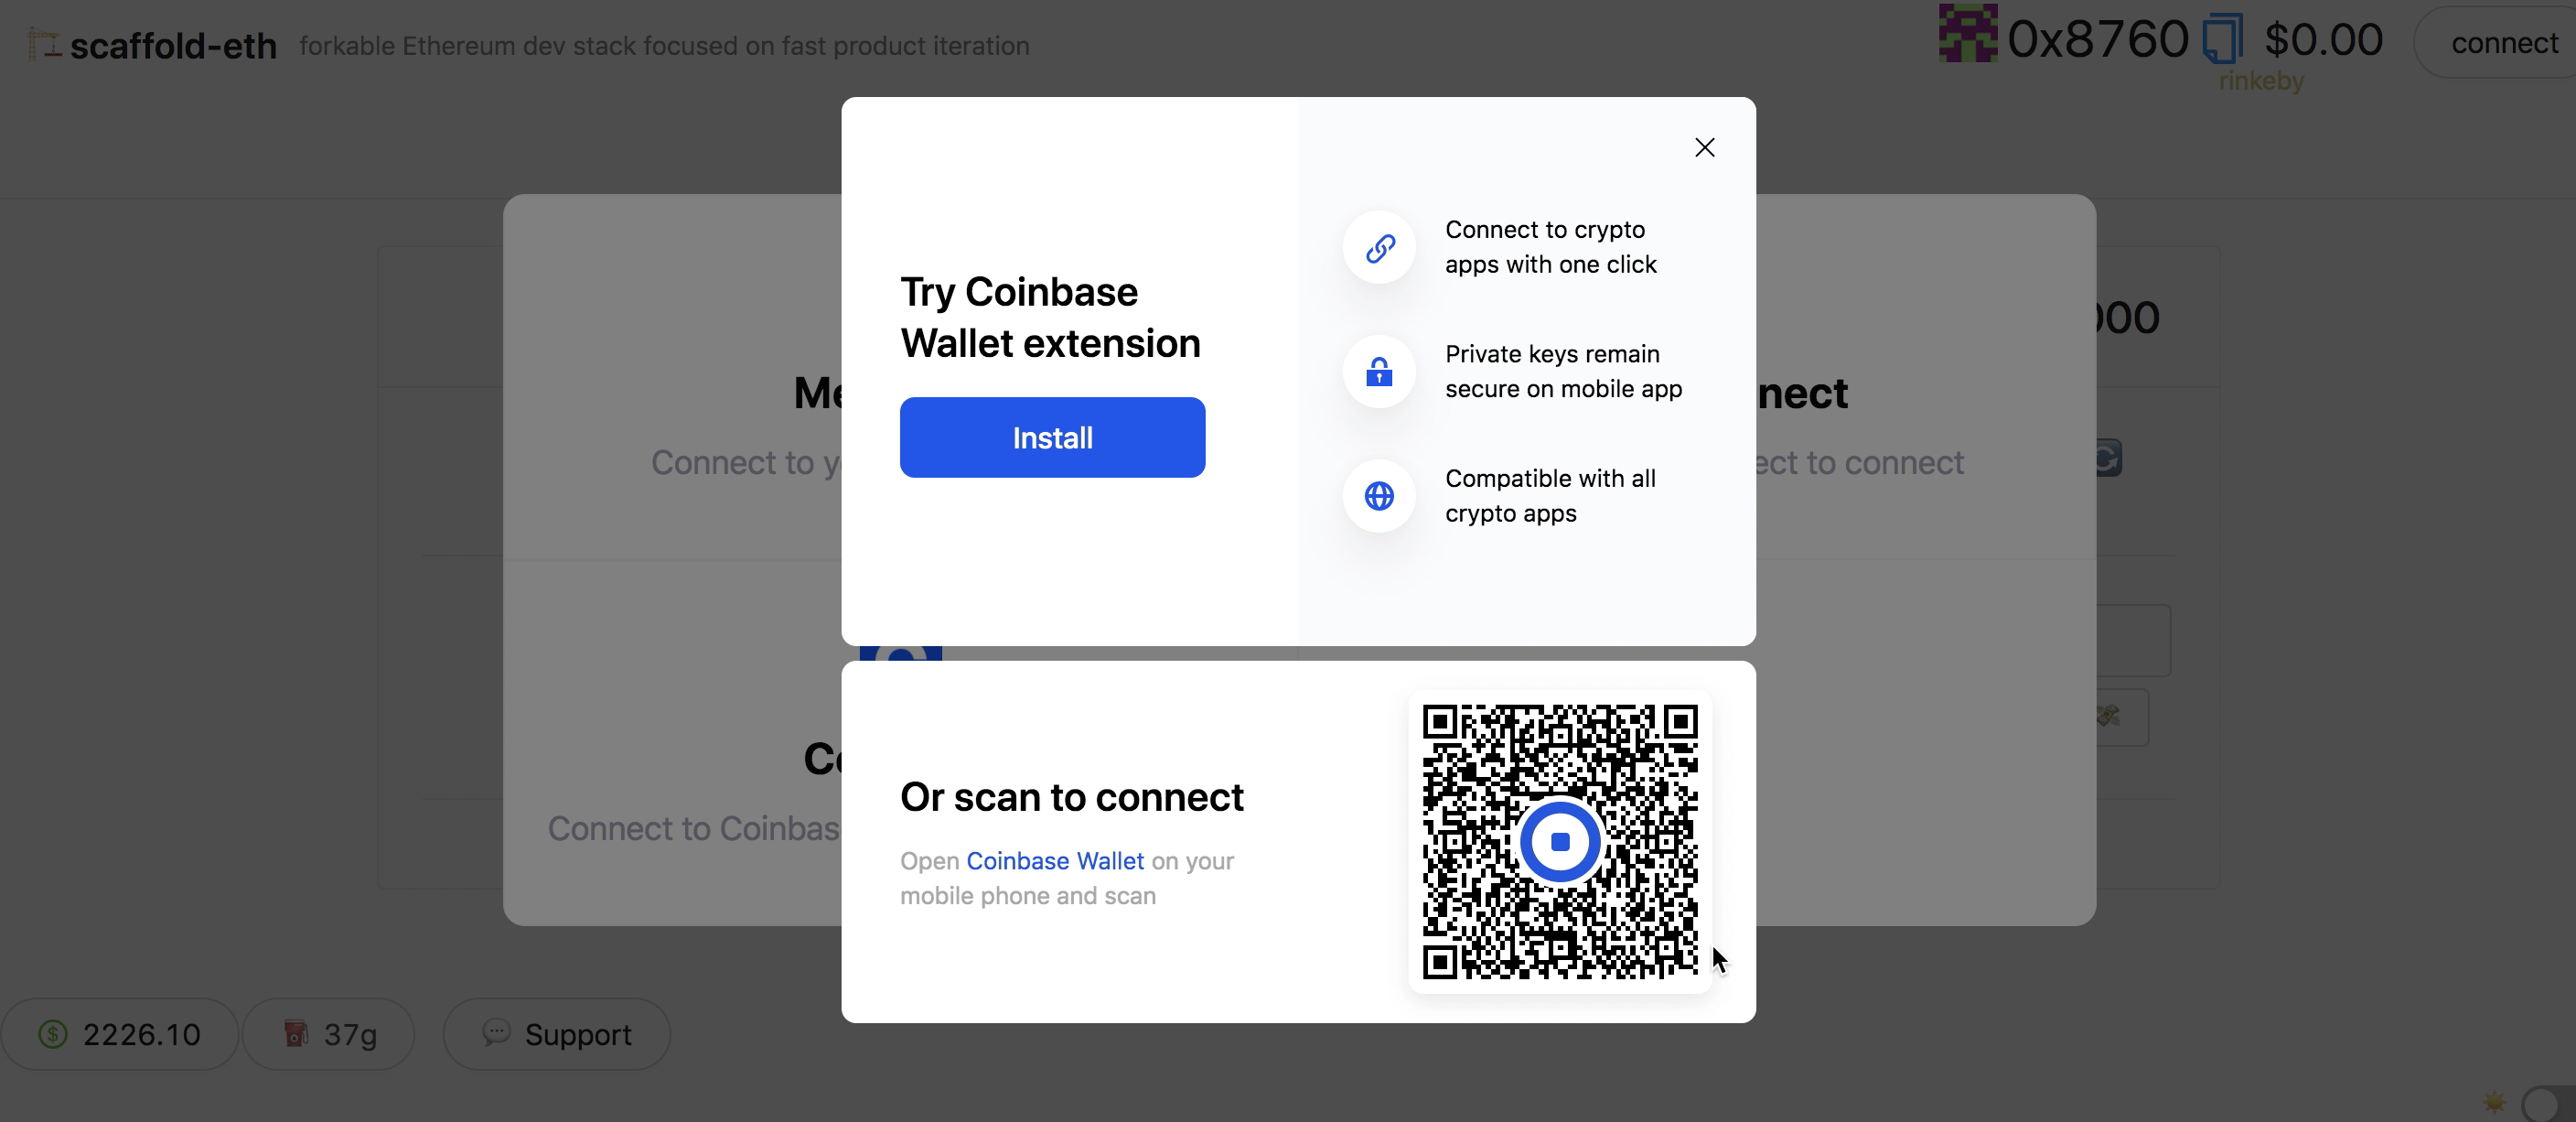 scaffold-eth forkable Ethereum dev stack focused on fast product iteration
0x8760 $0.00 connect
rinkeby
Try Coinbase
Wallet extension
Install
Connect to crypto
apps with one click
Private keys remain
secure on mobile app
Compatible with all
crypto apps
Me
Connect to y
nect
ect to connect
000
Or scan to connect
Open Coinbase Wallet on your
mobile phone and scan
Co
Connect to Coinbas
2226.10
37g
Support